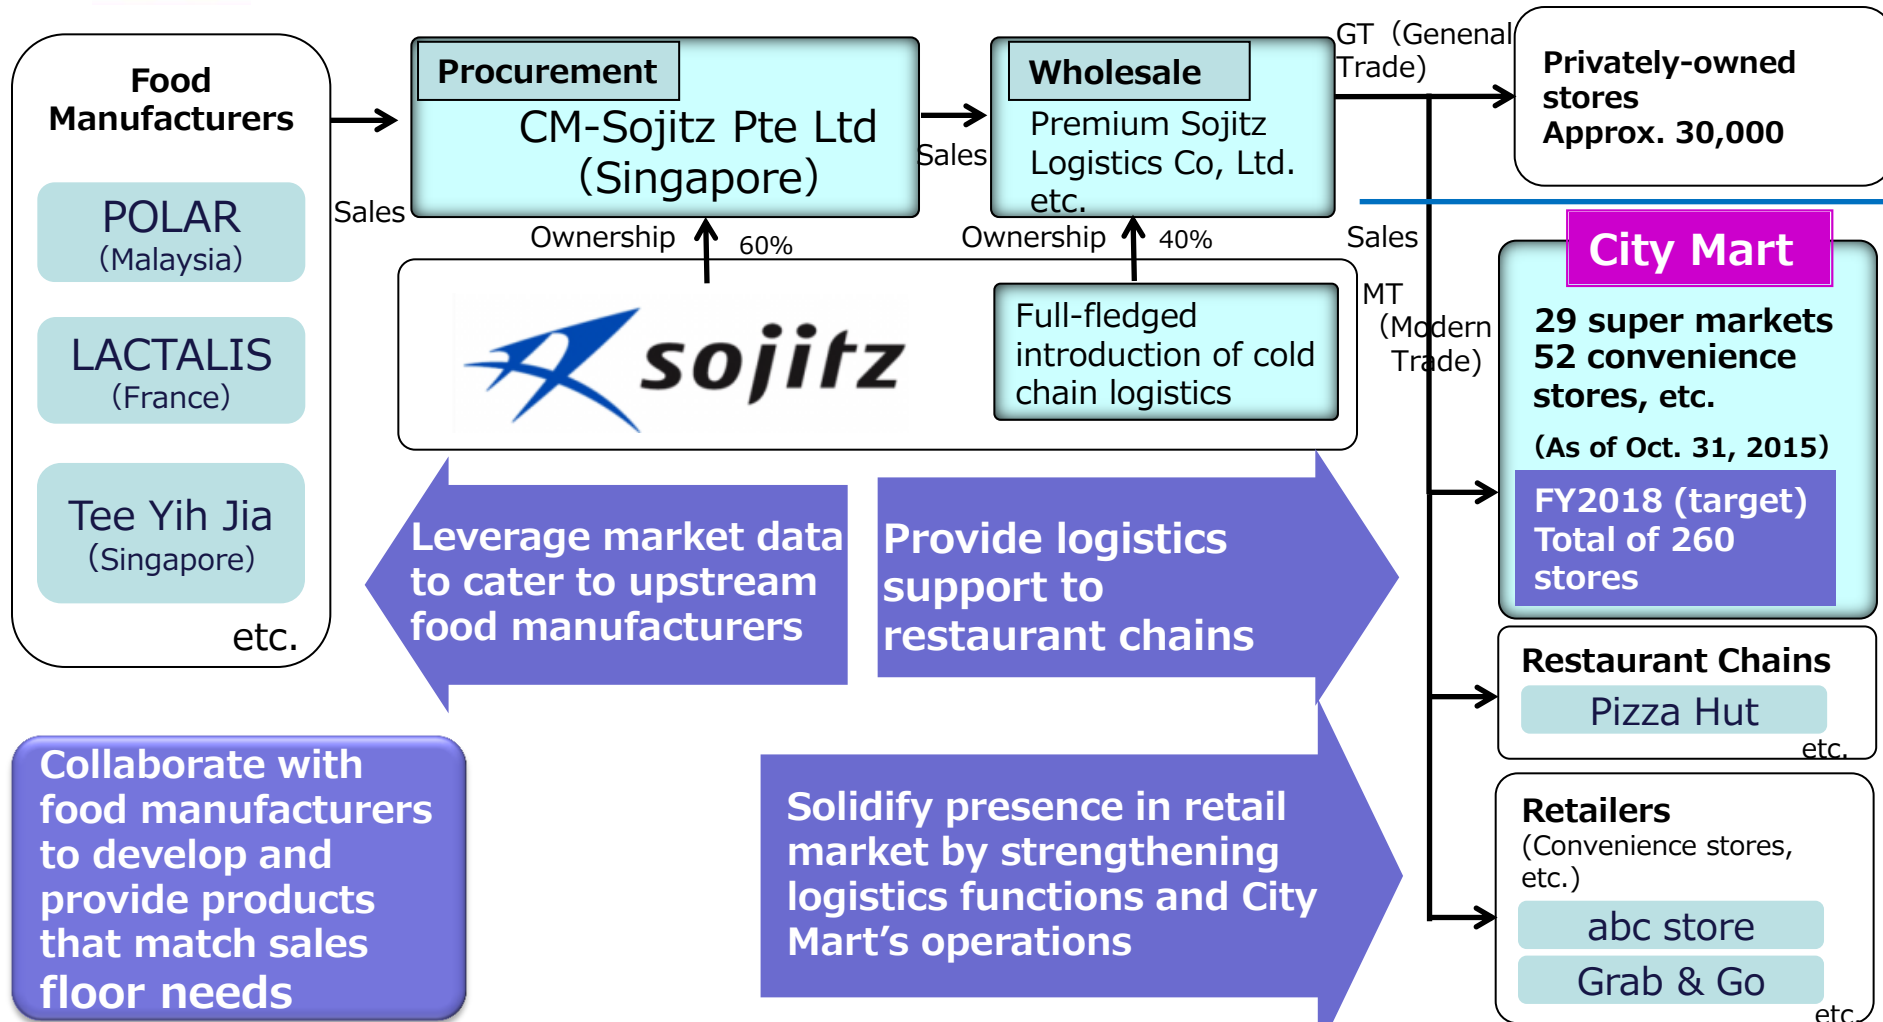 Food
Manufacturers
POLAR
(Malaysia)
LACTALIS
(France)
Tee Yih Jia
(Singapore)
etc.
Sales
Procurement
CM-Sojitz Pte Ltd
(Singapore)
Sales
Wholesale
Premium Sojitz
Logistics Co, Ltd.
etc.
Ownership
60%
Ownership
40%
sojitz
Full-fledged
introduction of cold
chain logistics
GT (Genenal
Trade)
Sales
MT
(Modern
Trade)
Privately-owned
stores
Approx. 30,000
City Mart
29 super markets
52 convenience
stores, etc.
(As of Oct. 31, 2015)
FY2018 (target)
Total of 260
stores
Restaurant Chains
Pizza Hut
etc.
Retailers
(Convenience stores,
etc.)
abc store
Grab & Go
etc.
Leverage market data
to cater to upstream
food manufacturers
Provide logistics
support to
restaurant chains
Collaborate with
food manufacturers
to develop and
provide products
that match sales
floor needs
Solidify presence in retail
market by strengthening
logistics functions and City
Mart’s operations